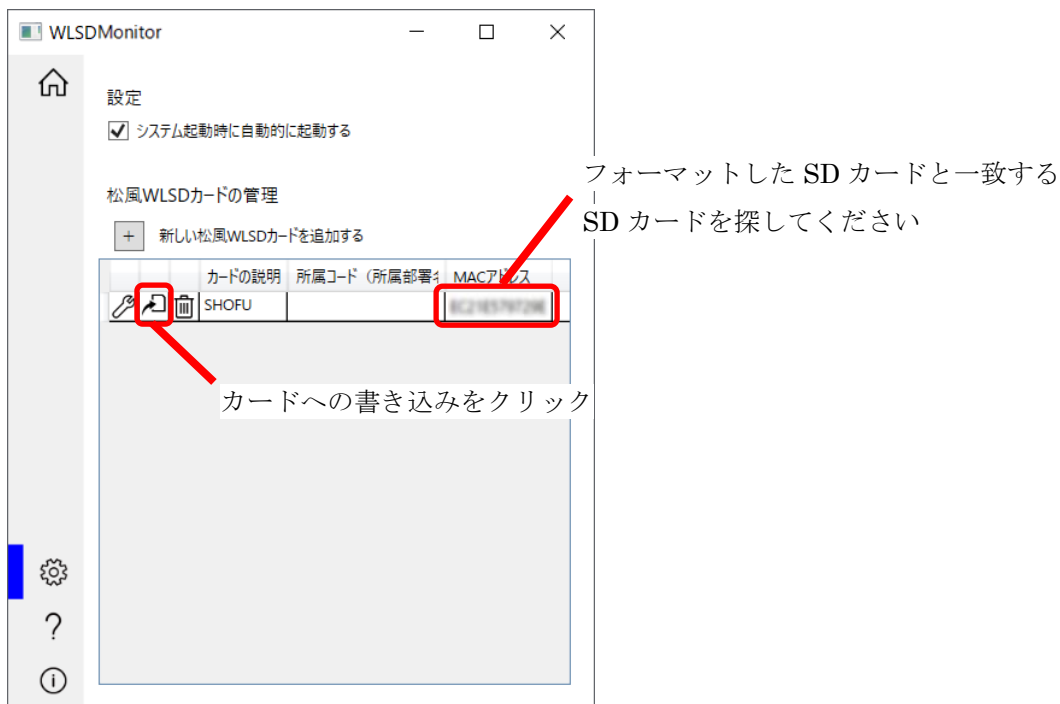 WLSDMonitor
設定
システム起動時に自動的に起動する
フォーマットした SD カードと一致する
SD カードを探してください
松風WLSDカードの管理
+ 新しい松風WLSDカードを追加する
カードの説明 所属コード（所属部署名 MACアドレス
SHOFU
カードへの書き込みをクリック